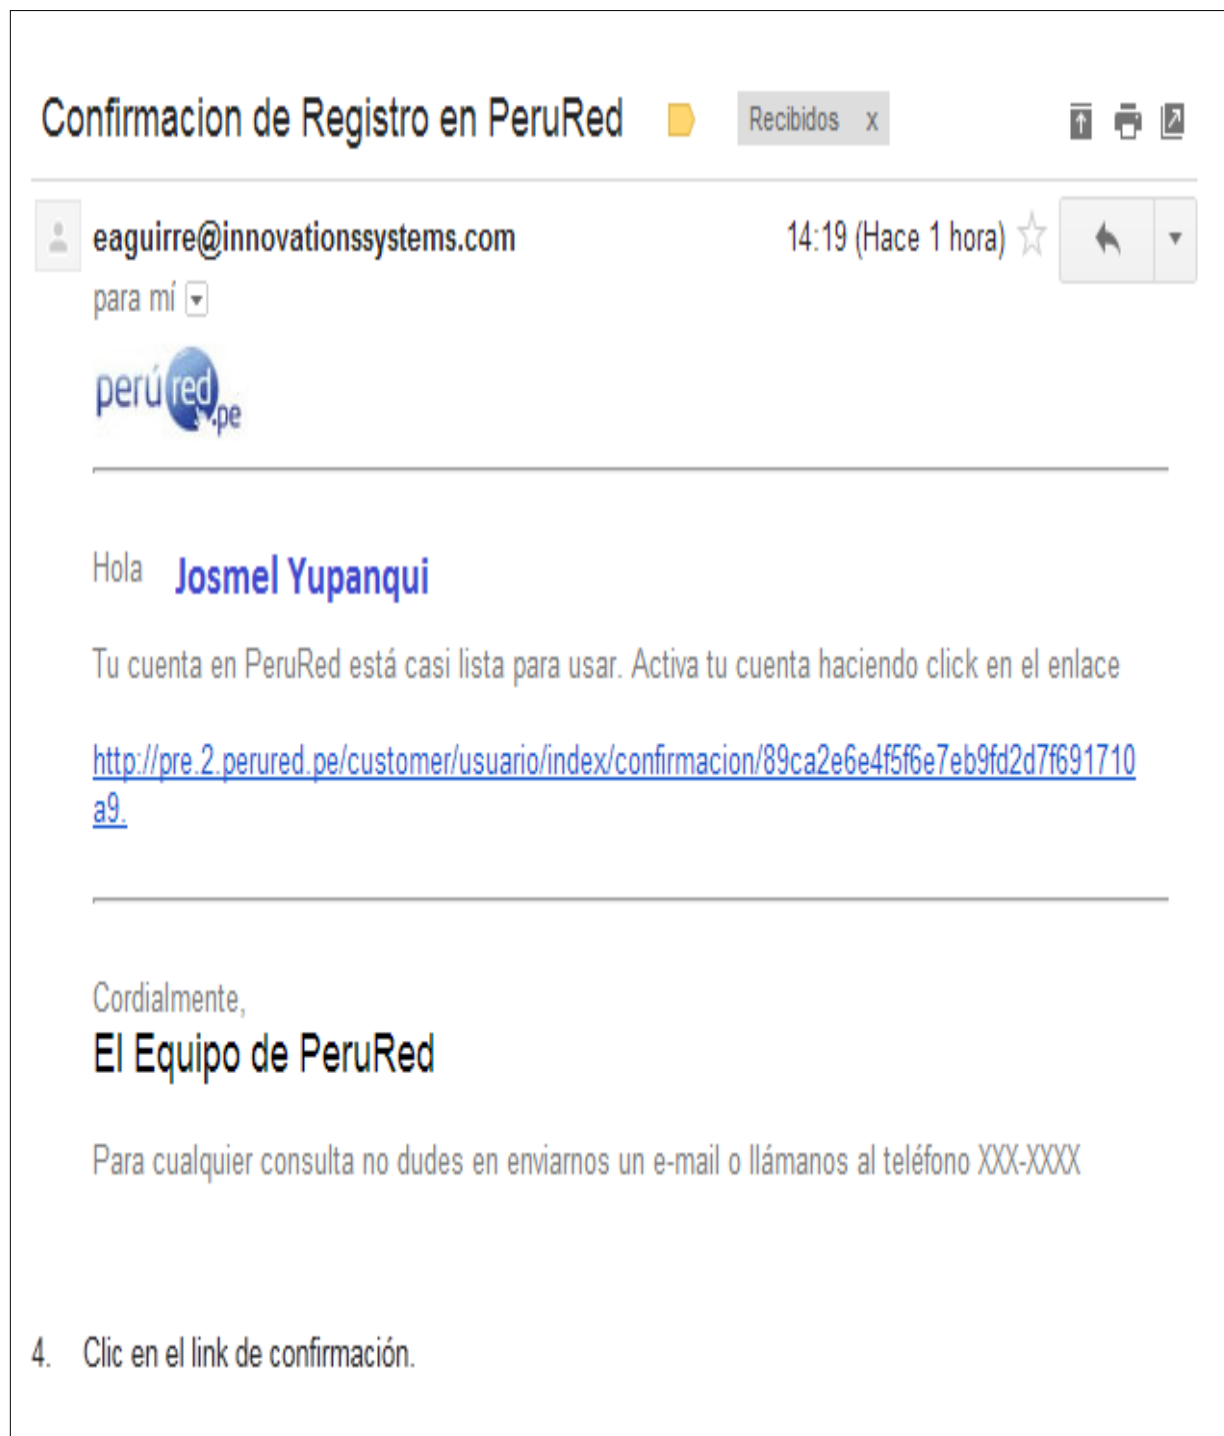 Confirmacion de Registro en PeruRed Recibidos x
eaguirre@innovationssystems.com 14:19 (Hace 1 hora)
para mí
perú red .pe
Hola Josmel Yupanqui
Tu cuenta en PeruRed está casi lista para usar. Activa tu cuenta haciendo click en el enlace
http://pre.2.perured.pe/customer/usuario/index/confirmacion/89ca2e6e4f5f6e7eb9fd2d7f691710
a9.
Cordialmente,
El Equipo de PeruRed
Para cualquier consulta no dudes en enviarnos un e-mail o llámanos al teléfono XXX-XXXX
4. Clic en el link de confirmación.